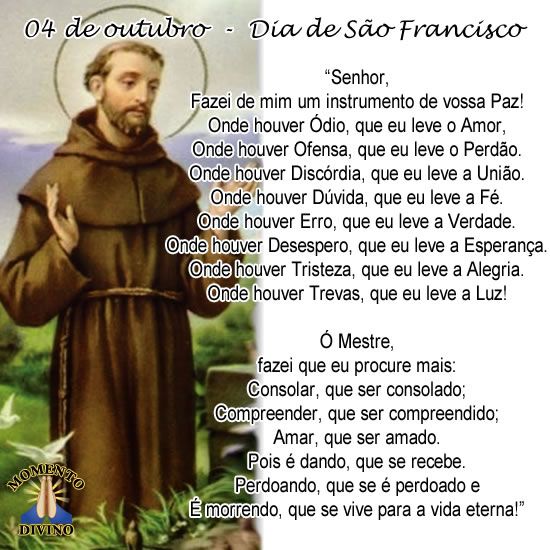 04 de outubro - Dia de São Francisco
“Senhor,
Fazei de mim um instrumento de vossa Paz!
Onde houver Ódio, que eu leve o Amor,
Onde houver Ofensa, que eu leve o Perdão.
Onde houver Discórdia, que eu leve a União.
Onde houver Dúvida, que eu leve a Fé.
Onde houver Erro, que eu leve a Verdade.
Onde houver Desespero, que eu leve a Esperança.
Onde houver Tristeza, que eu leve a Alegria.
Onde houver Trevas, que eu leve a Luz!
Ó Mestre,
fazei que eu procure mais:
Consolar, que ser consolado;
Compreender, que ser compreendido;
Amar, que ser amado.
Pois é dando, que se recebe.
Perdoando, que se é perdoado e
É morrendo, que se vive para a vida eterna!”
MOMENTO
DIVINO